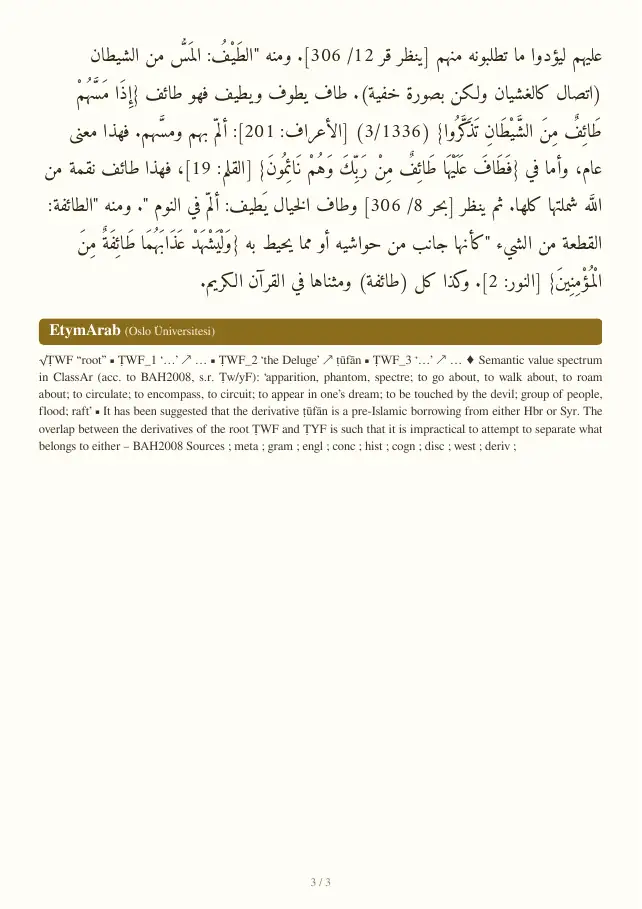 عليهم ليؤدوا ما تطلبونه منهم [ينظر قر 12/ 306]. ومنه "الطَيْفُ: المَسُّ من الشيطان
(اتصال كالغشيان ولكن بصورة خفية). طاف يطوف ويطيف فهو طائف {إِذَا مَسَّهُمْ
طَائِفٌ مِنَ الشَّيْطَانِ تَذَكَّرُوا} (3/1336) [الأعراف: 201]: ألمّ بهم ومسَّهم. فهذا معنى
عام، وأما في {فَطَافَ عَلَيْهَا طَائِفٌ مِنْ رَبِّكَ وَهُمْ نَائِمُونَ} [القلم: 19]، فهذا طائف نقمة من
الله شملتها كلها. ثم ينظر [بحر 8/ 306] وطاف الخيال يَطيف: ألمّ في النوم ". ومنه "الطائفة:
القطعة من الشيء "كأنها جانب من حواشيه أو مما يحيط به {وَلْيَشْهَدْ عَذَابَهُمَا طَائِفَةٌ مِنَ
الْمُؤْمِنِينَ} [النور: 2]. وكذا كل (طائفة) ومثناها في القرآن الكريم.
EtymArab (Oslo Üniversitesi)
√ṬWF “root” ▪ ṬWF_1 ‘…’ ↗ … ▪ ṬWF_2 ‘the Deluge’ ↗ ṭūfān ▪ ṬWF_3 ‘…’ ↗ … ♦ Semantic value spectrum
in ClassAr (acc. to BAH2008, s.r. Ṭw/yF): ‘apparition, phantom, spectre; to go about, to walk about, to roam
about; to circulate; to encompass, to circuit; to appear in one’s dream; to be touched by the devil; group of people,
flood; raft’ ▪ It has been suggested that the derivative ṭūfān is a pre-Islamic borrowing from either Hbr or Syr. The
overlap between the derivatives of the root ṬWF and ṬYF is such that it is impractical to attempt to separate what
belongs to either – BAH2008 Sources ; meta ; gram ; engl ; conc ; hist ; cogn ; disc ; west ; deriv ;
3 / 3